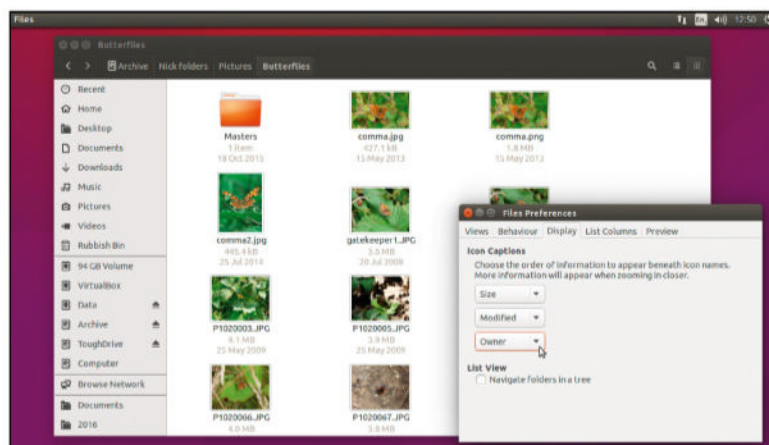 Files
En
12:50
Butterflies
Archive Nick folders Pictures Butterflies
Recent
Home
Desktop
Documents
Downloads
Music
Pictures
Videos
Rubbish Bin
94 GB Volume
VirtualBox
Data
Archive
ToughDrive
Computer
Browse Network
Documents
2016
Masters
1 item
18 Oct 2015
comma.jpg
427.1 kB
15 May 2013
comma.png
1.8 MB
15 May 2013
comma2.jpg
445.4 kB
25 Jul 2014
gatekeeper1.JPG
3.0 MB
20 Jul 2009
P1020003.JPG
4.1 MB
25 May 2009
P1020005.JPG
3.9 MB
25 May 2009
P1020066.JPG
4.0 MB
P1020067.JPG
3.8 MB
Files Preferences
Views Behaviour Display List Columns Preview
Icon Captions
Choose the order of information to appear beneath icon names.
More information will appear when zooming in closer.
Size
Modified
Owner
List View
Navigate folders in a tree